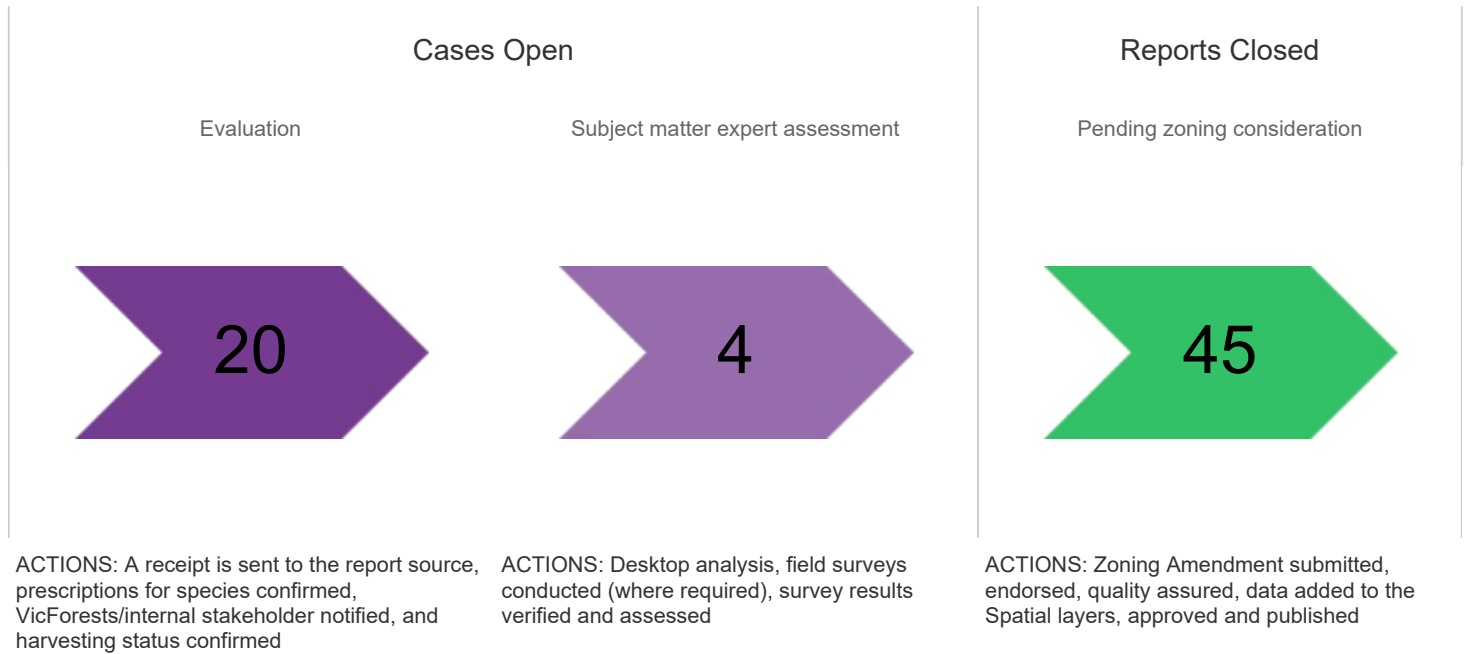 Cases Open
Reports Closed
Evaluation
Subject matter expert assessment
Pending zoning consideration
20
4
45
ACTIONS: A receipt is sent to the report source,
prescriptions for species confirmed,
VicForests/internal stakeholder notified, and
harvesting status confirmed
ACTIONS: Desktop analysis, field surveys
conducted (where required), survey results
verified and assessed
ACTIONS: Zoning Amendment submitted,
endorsed, quality assured, data added to the
Spatial layers, approved and published